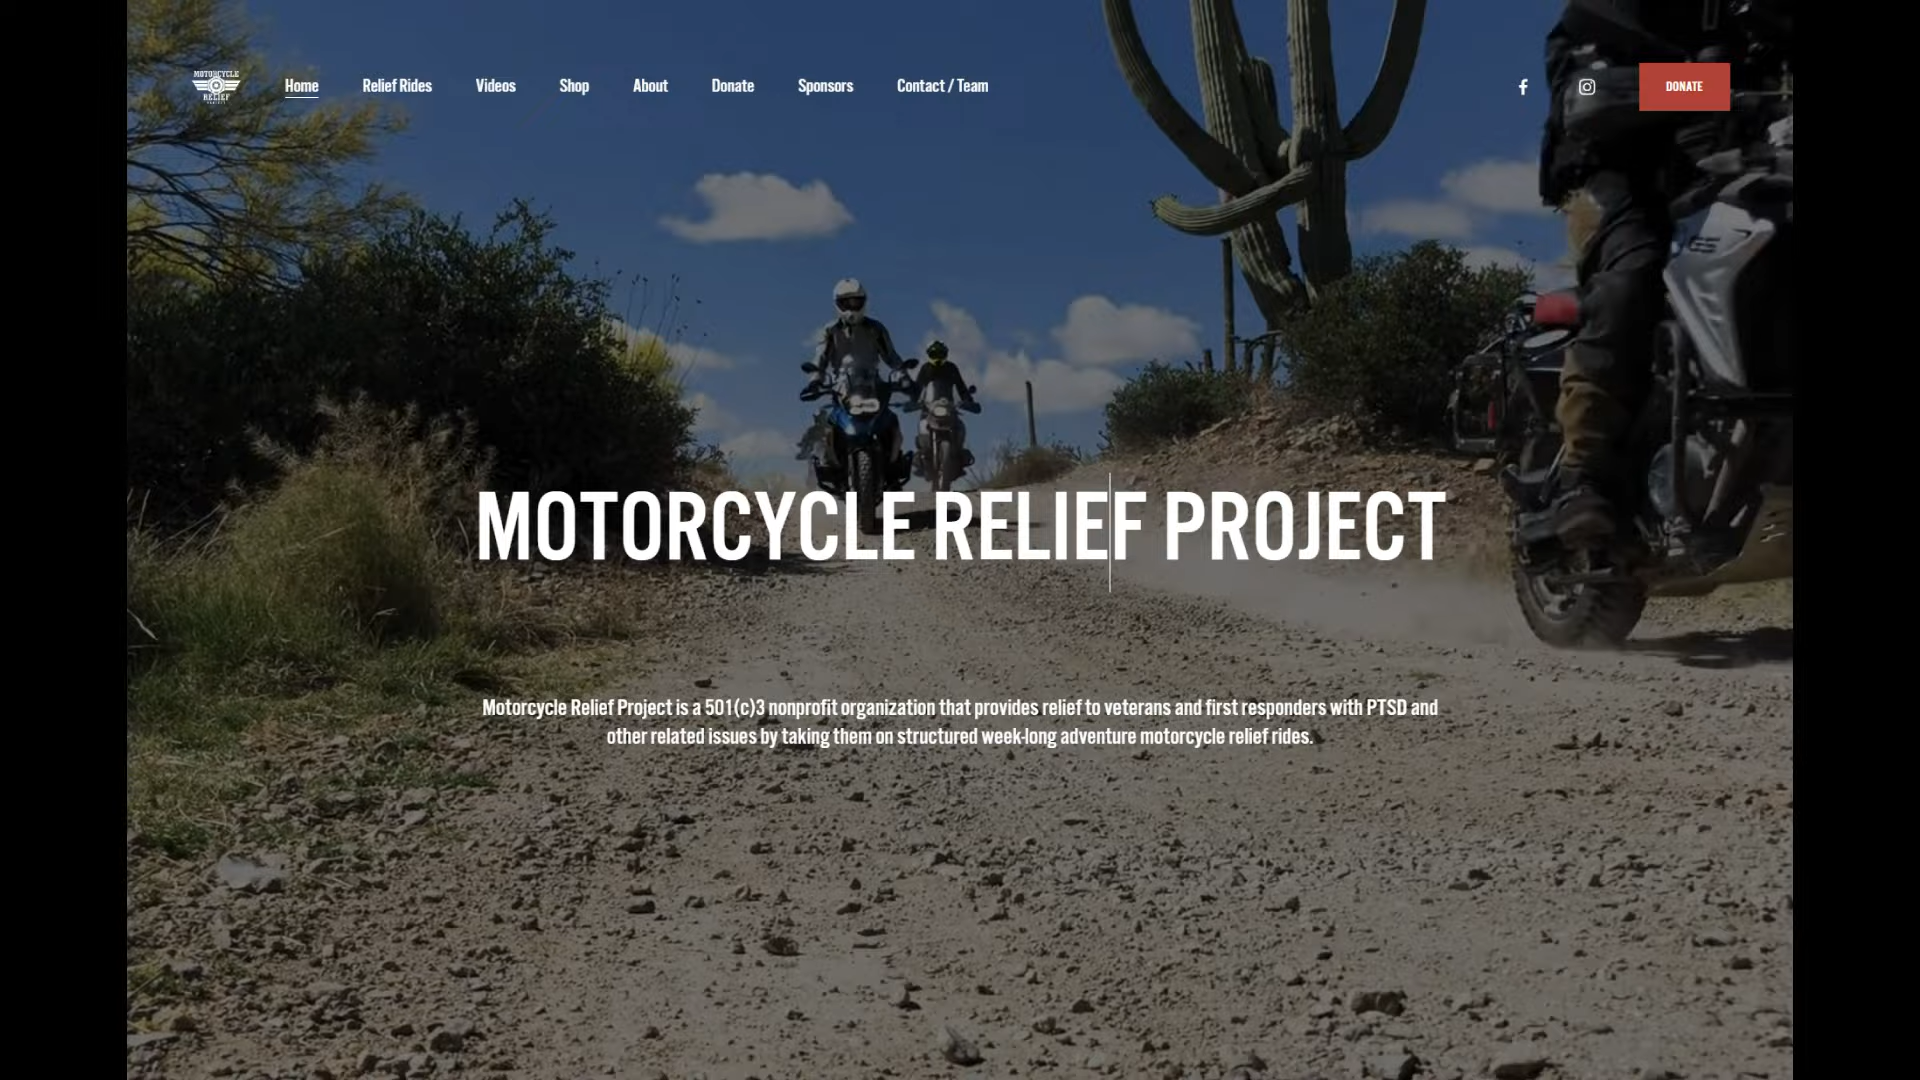 MOTORCYCLE
RELIEF
Home
Relief Rides
Videos
Shop
About
Donate
Sponsors
Contact / Team
DONATE
GS
MOTORCYCLE RELIEF PROJECT
Motorcycle Relief Project is a 501(c)3 nonprofit organization that provides relief to veterans and first responders with PTSD and
other related issues by taking them on structured week-long adventure motorcycle relief rides.